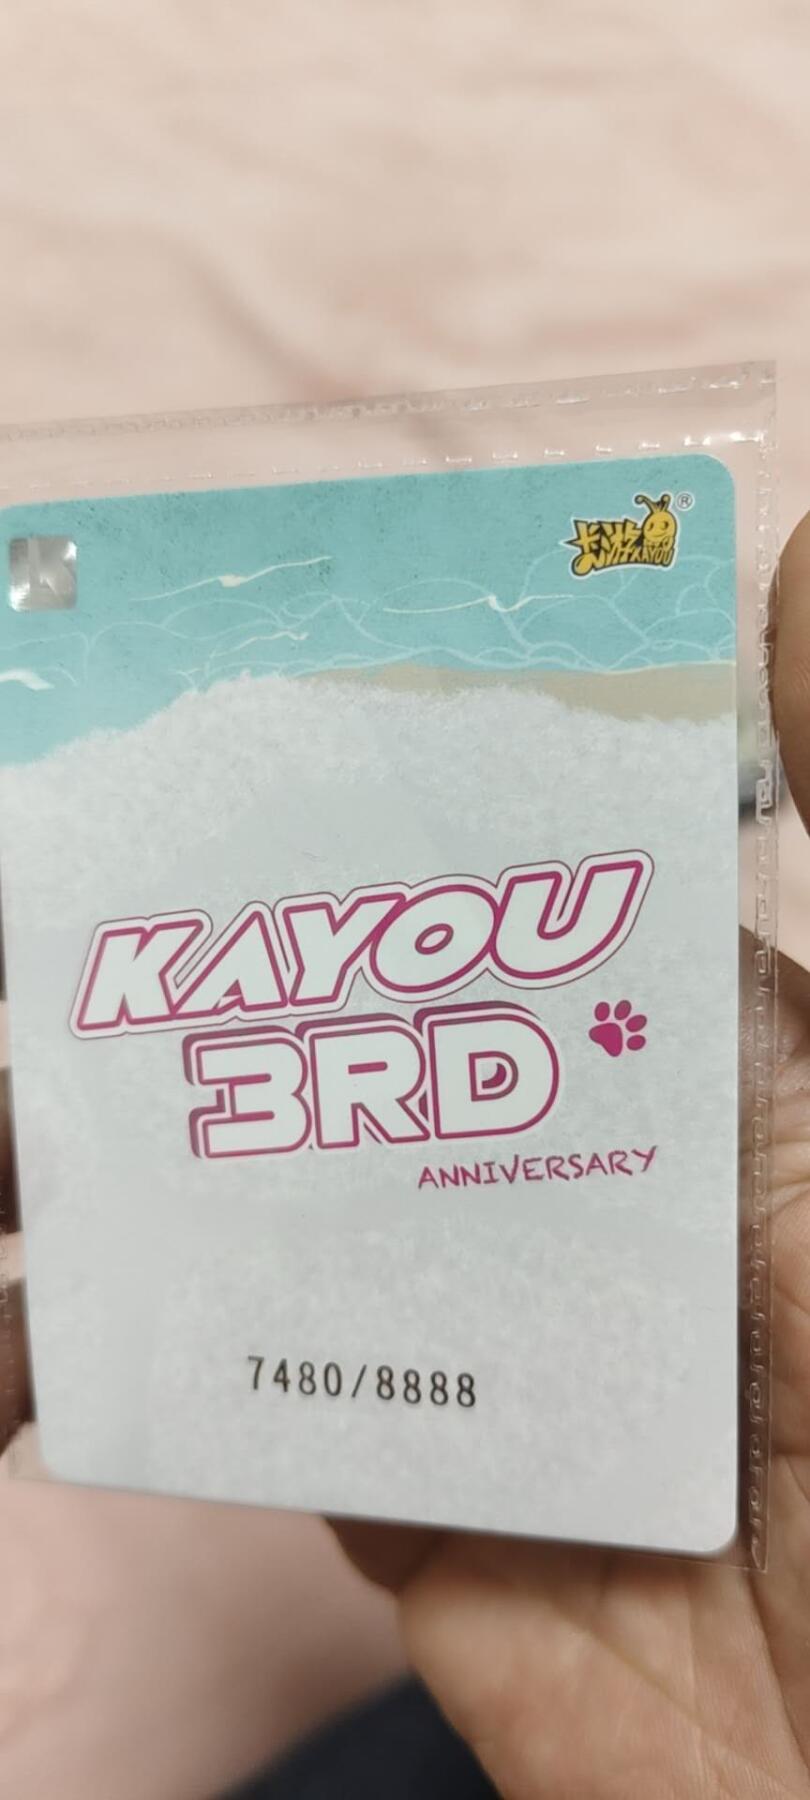 卡游 KAYOU ®
KAYOU
3RD
ANNIVERSARY
7480/8888